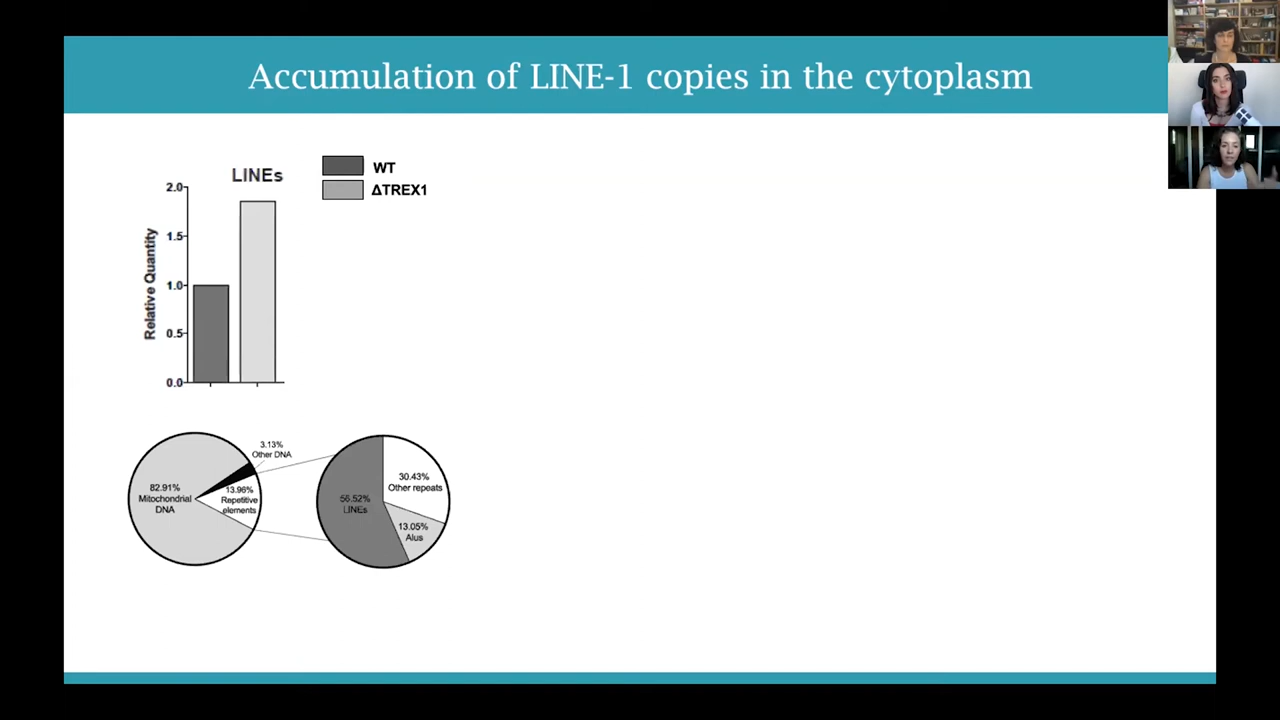 Accumulation of LINE-1 copies in the cytoplasm
LINEs
WT
ΔTREX1
Relative Quantity
2.0
1.5
1.0
0.5
0.0
3.13%
Other DNA
82.91%
Mitochondrial
DNA
13.96%
Repetitive
elements
56.52%
LINEs
30.43%
Other repeats
13.05%
Alus